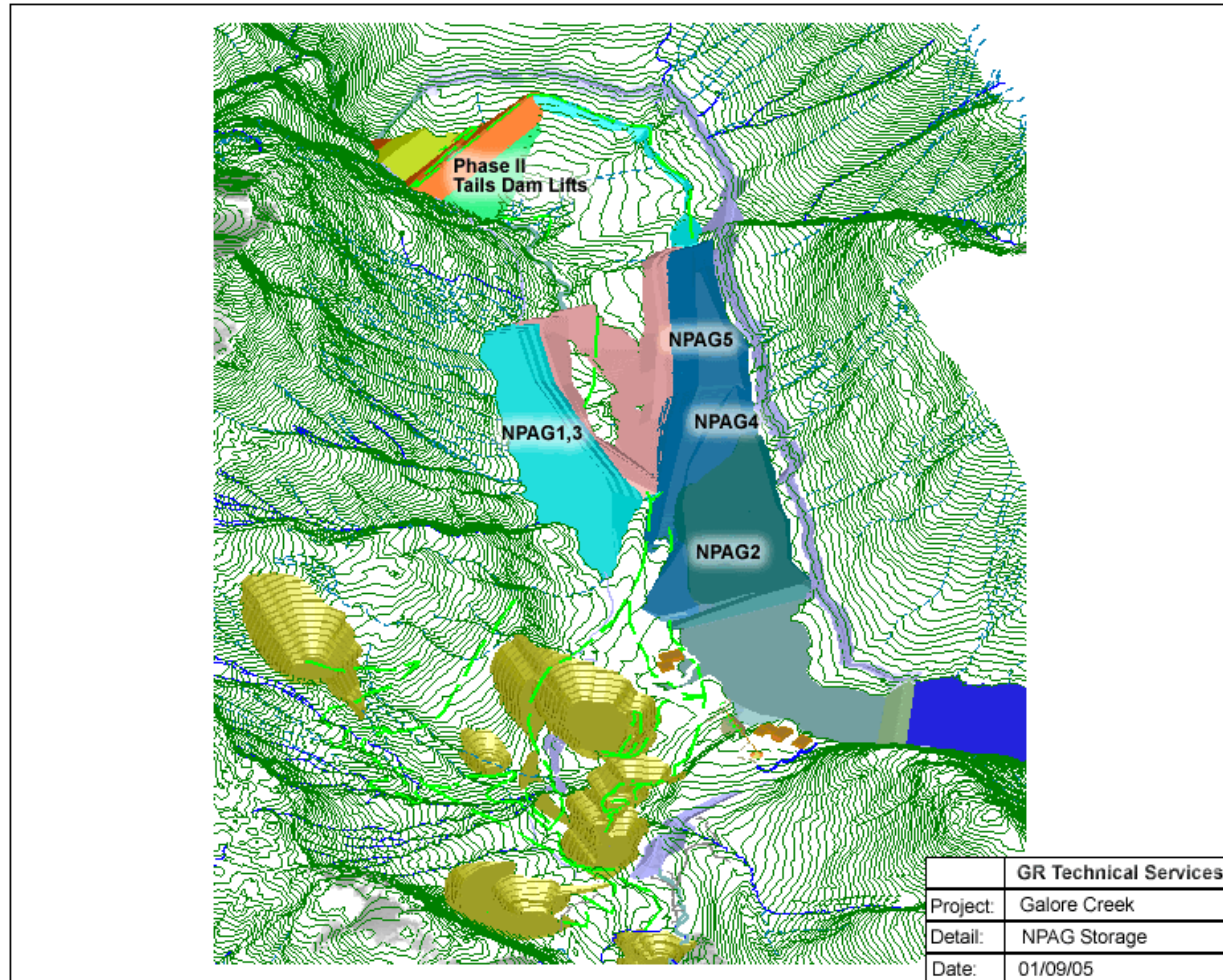 Phase II
Tails Dam Lifts
NPAG5
NPAG4
NPAG1,3
NPAG2
GR Technical Services
Project: Galore Creek
Detail: NPAG Storage
Date: 01/09/05